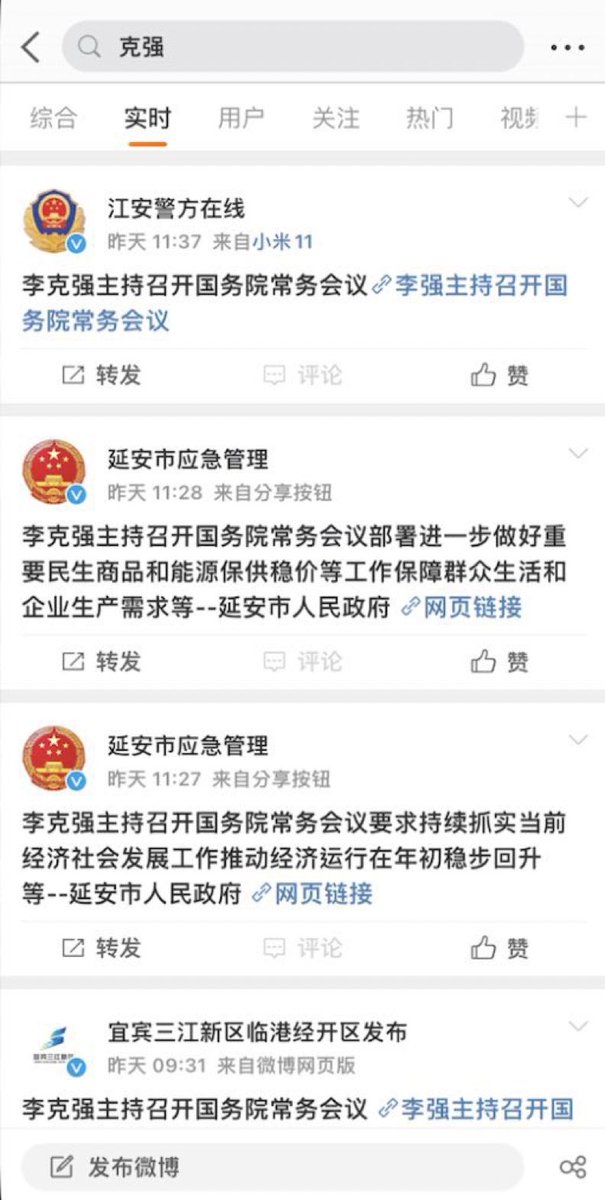 克强
综合 实时 用户 关注 热门 视频
江安警方在线
昨天 11:37 来自小米11
李克强主持召开国务院常务会议李强主持召开国
务院常务会议
转发 评论 赞
延安市应急管理
昨天 11:28 来自分享按钮
李克强主持召开国务院常务会议部署进一步做好重
要民生商品和能源保供稳价等工作保障群众生活和
企业生产需求等--延安市人民政府 网页链接
转发 评论 赞
延安市应急管理
昨天 11:27 来自分享按钮
李克强主持召开国务院常务会议要求持续抓实当前
经济社会发展工作推动经济运行在年初稳步回升
等--延安市人民政府 网页链接
转发 评论 赞
宜宾三江新区临港经开区发布
昨天 09:31 来自微博网页版
李克强主持召开国务院常务会议 李强主持召开国
发布微博